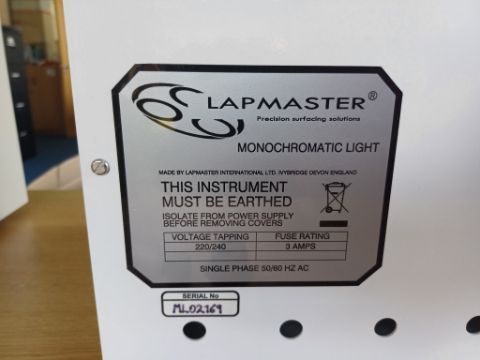 LAPMASTER®
Precision surfacing solutions
MONOCHROMATIC LIGHT
MADE BY LAPMASTER INTERNATIONAL LTD. IVYBRIDGE DEVON ENGLAND
THIS INSTRUMENT
MUST BE EARTHED
ISOLATE FROM POWER SUPPLY
BEFORE REMOVING COVERS
VOLTAGE TAPPING FUSE RATING
220/240 3 AMPS
SINGLE PHASE 50/60 HZ AC
SERIAL No
ML02169